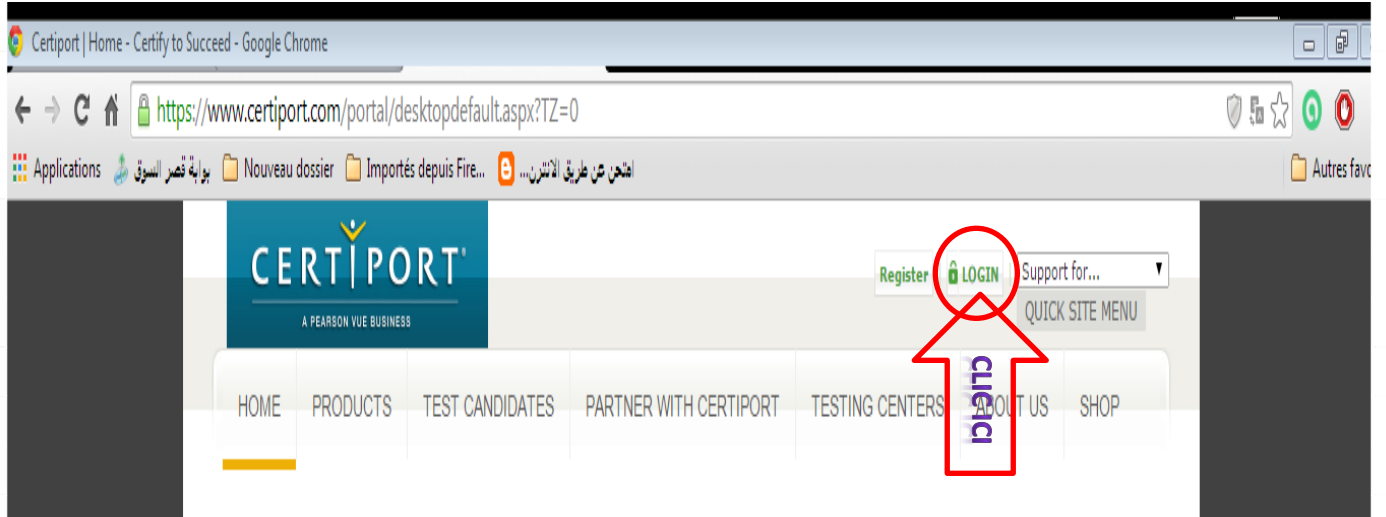 Certiport | Home - Certify to Succeed - Google Chrome
https://www.certiport.com/portal/desktopdefault.aspx?TZ=0
Applications بوابة قصر السوق Nouveau dossier Importés depuis Fire... امتحن عن طريق الانترن... Autres favo
CERTIPORT
A PEARSON VUE BUSINESS
Register LOGIN Support for...
QUICK SITE MENU
HOME PRODUCTS TEST CANDIDATES PARTNER WITH CERTIPORT TESTING CENTERS ABOUT US SHOP
CLIC ICI